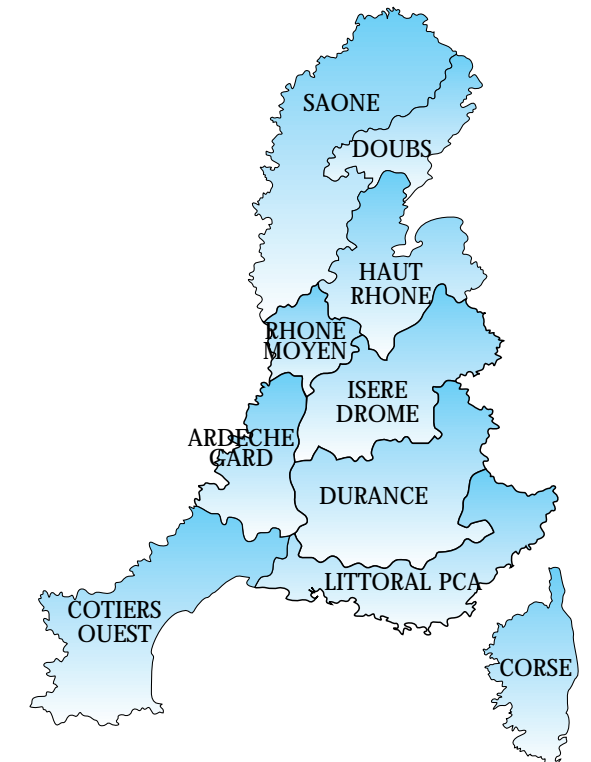 SAONE
DOUBS
HAUT
RHONE
RHONE
MOYEN
ISERE
DROME
ARDECHE
GARD
DURANCE
LITTORAL PCA
COTIERS
OUEST
CORSE